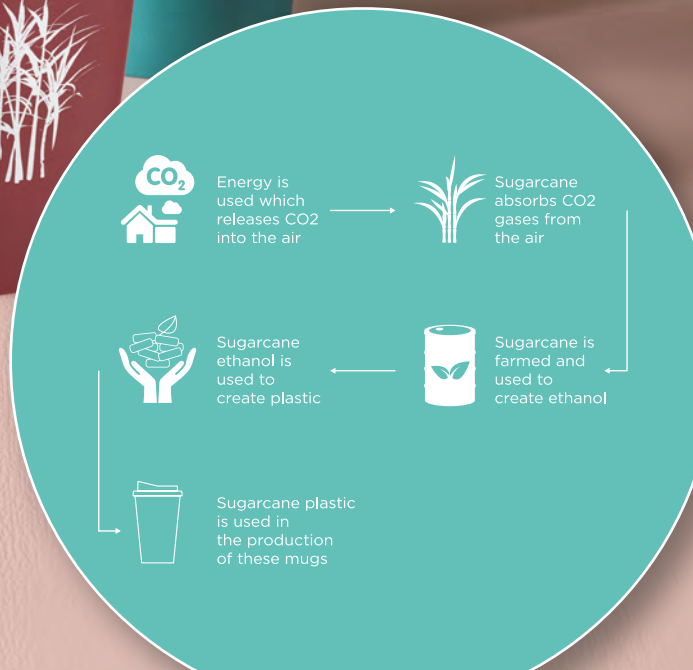 CO2
Energy is
used which
releases CO2
into the air
Sugarcane
absorbs CO2
gases from
the air
Sugarcane
ethanol is
used to
create plastic
Sugarcane is
farmed and
used to
create ethanol
Sugarcane plastic
is used in
the production
of these mugs